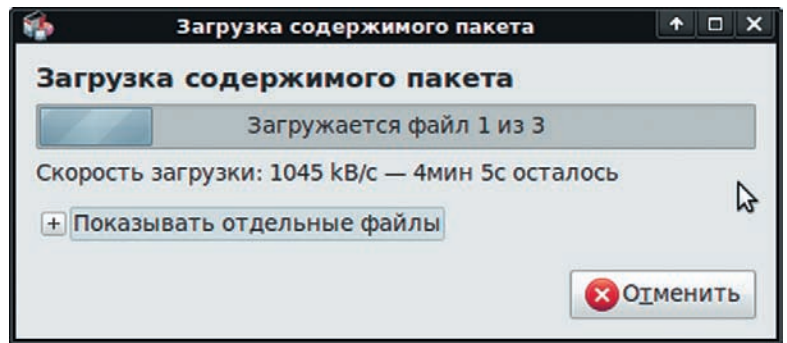 Загрузка содержимого пакета
Загрузка содержимого пакета
Загружается файл 1 из 3
Скорость загрузки: 1045 kB/с — 4мин 5с осталось
Показывать отдельные файлы
Отменить